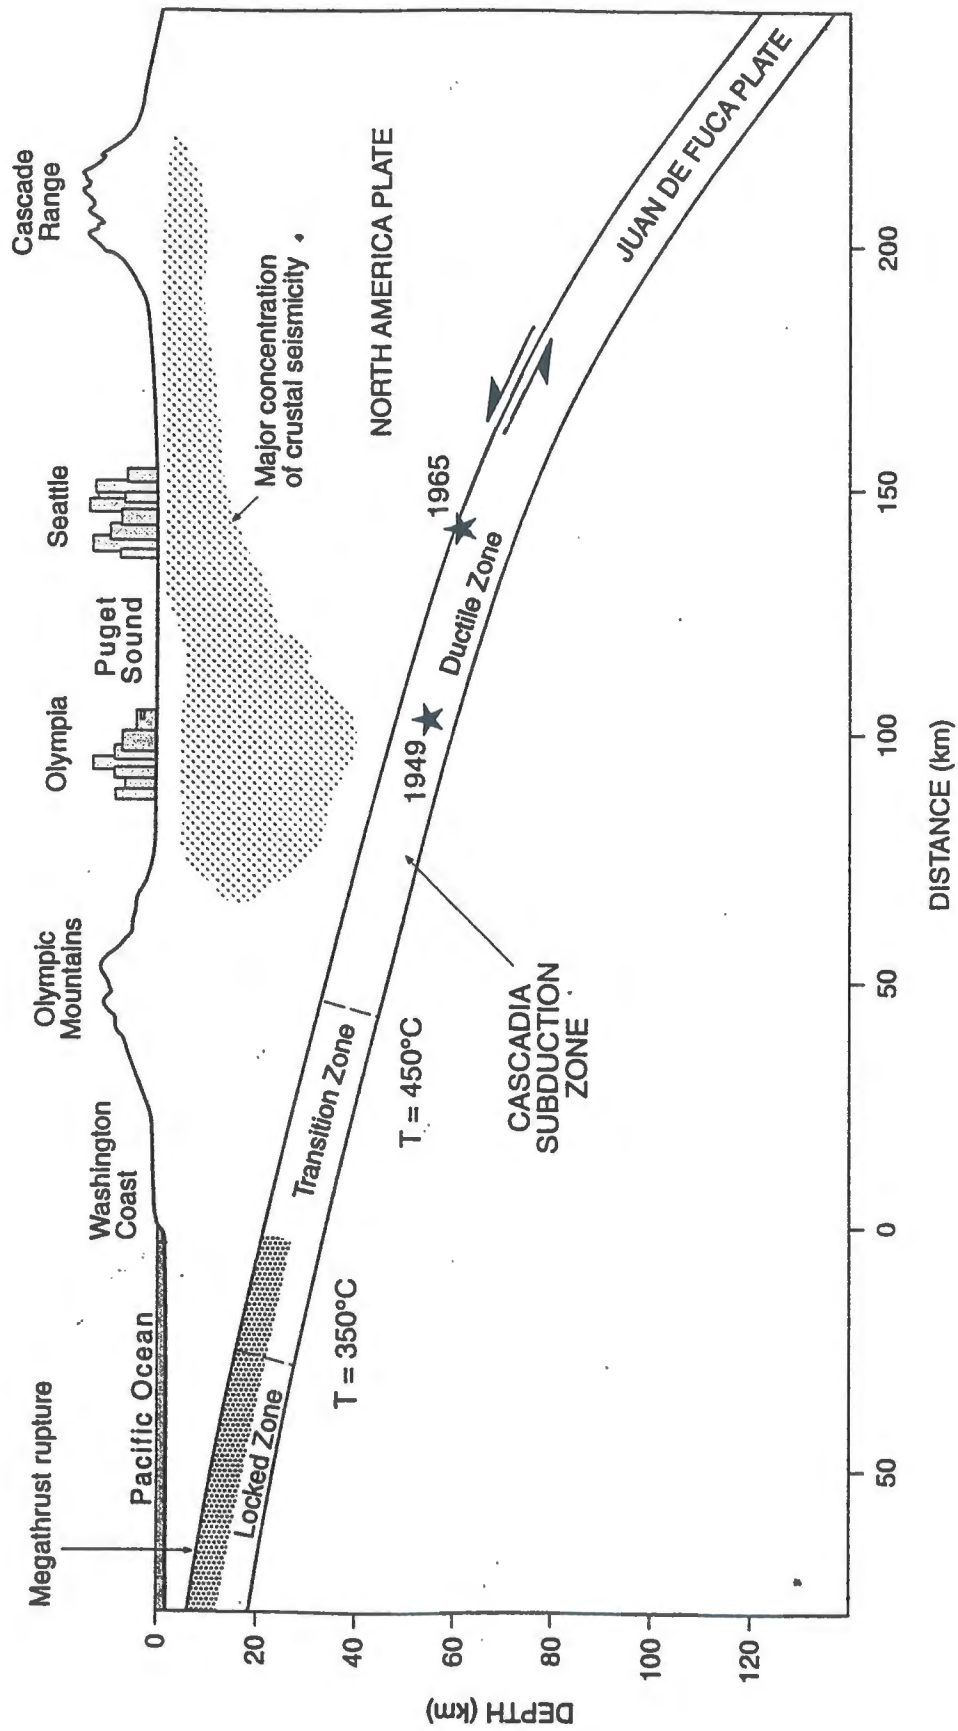 Megathrust rupture
Pacific Ocean
Washington
Coast
Olympic
Mountains
Olympia
Puget
Sound
Seattle
Cascade
Range
Major concentration
of crustal seismicity
NORTH AMERICA PLATE
Locked Zone
Transition Zone
Ductile Zone
JUAN DE FUCA PLATE
1949
1965
T = 350°C
T = 450°C
CASCADIA
SUBDUCTION
ZONE
DEPTH (km)
0
20
40
60
80
100
120
50
0
50
100
150
200
DISTANCE (km)